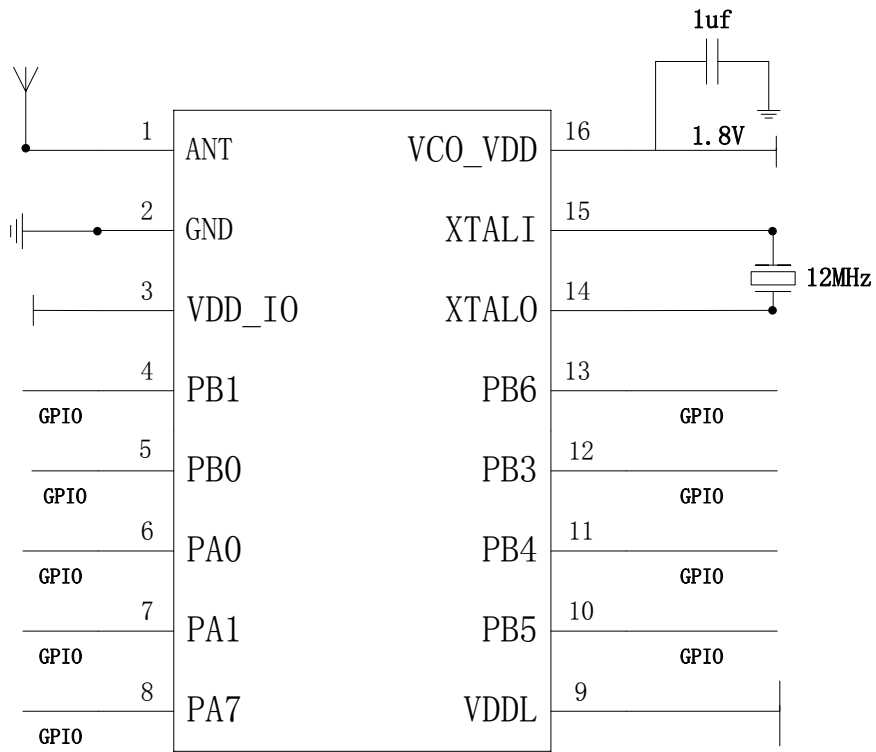 1uf
1 ANT VCO_VDD 16 1.8V
2 GND XTALI 15
12MHz
3 VDD_IO XTALO 14
4 PB1 PB6 13
GPIO GPIO
5 PB0 PB3 12
GPIO GPIO
6 PA0 PB4 11
GPIO GPIO
7 PA1 PB5 10
GPIO GPIO
8 PA7 VDDL 9
GPIO